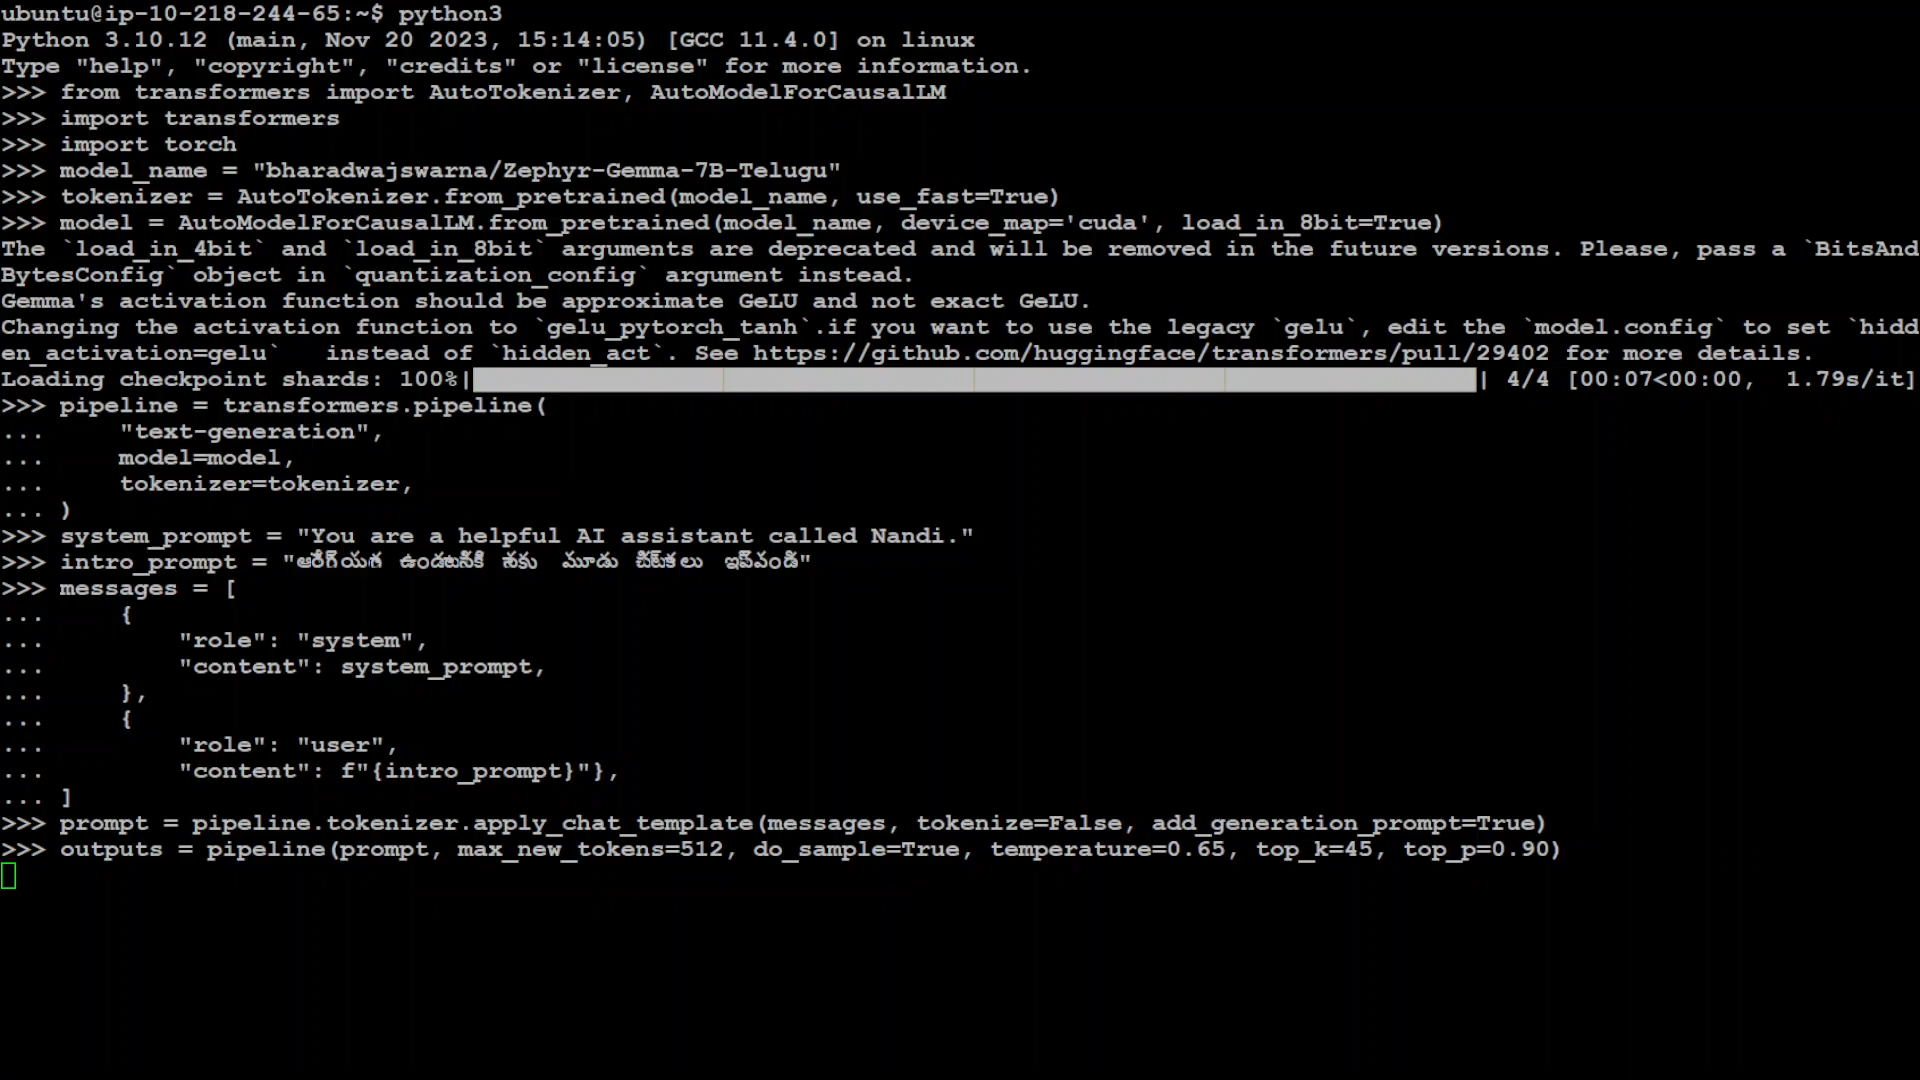 ubuntu@ip-10-218-244-65:~$ python3
Python 3.10.12 (main, Nov 20 2023, 15:14:05) [GCC 11.4.0] on linux
Type "help", "copyright", "credits" or "license" for more information.
>>> from transformers import AutoTokenizer, AutoModelForCausalLM
>>> import transformers
>>> import torch
>>> model_name = "bharadwajswarna/Zephyr-Gemma-7B-Telugu"
>>> tokenizer = AutoTokenizer.from_pretrained(model_name, use_fast=True)
>>> model = AutoModelForCausalLM.from_pretrained(model_name, device_map='cuda', load_in_8bit=True)
The `load_in_4bit` and `load_in_8bit` arguments are deprecated and will be removed in the future versions. Please, pass a `BitsAnd
BytesConfig` object in `quantization_config` argument instead.
Gemma's activation function should be approximate GeLU and not exact GeLU.
Changing the activation function to `gelu_pytorch_tanh`.if you want to use the legacy `gelu`, edit the `model.config` to set `hidd
en_activation=gelu`   instead of `hidden_act`. See https://github.com/huggingface/transformers/pull/29402 for more details.
Loading checkpoint shards: 100%|| 4/4 [00:07<00:00,  1.79s/it]
>>> pipeline = transformers.pipeline(
...     "text-generation",
...     model=model,
...     tokenizer=tokenizer,
... )
>>> system_prompt = "You are a helpful AI assistant called Nandi."
>>> intro_prompt = "ఆరోగ్యంగా ఉండటానికి నాకు మూడు చిట్కాలు ఇవ్వండి"
>>> messages = [
...     {
...         "role": "system",
...         "content": system_prompt,
...     },
...     {
...         "role": "user",
...         "content": f"{intro_prompt}"},
... ]
>>> prompt = pipeline.tokenizer.apply_chat_template(messages, tokenize=False, add_generation_prompt=True)
>>> outputs = pipeline(prompt, max_new_tokens=512, do_sample=True, temperature=0.65, top_k=45, top_p=0.90)